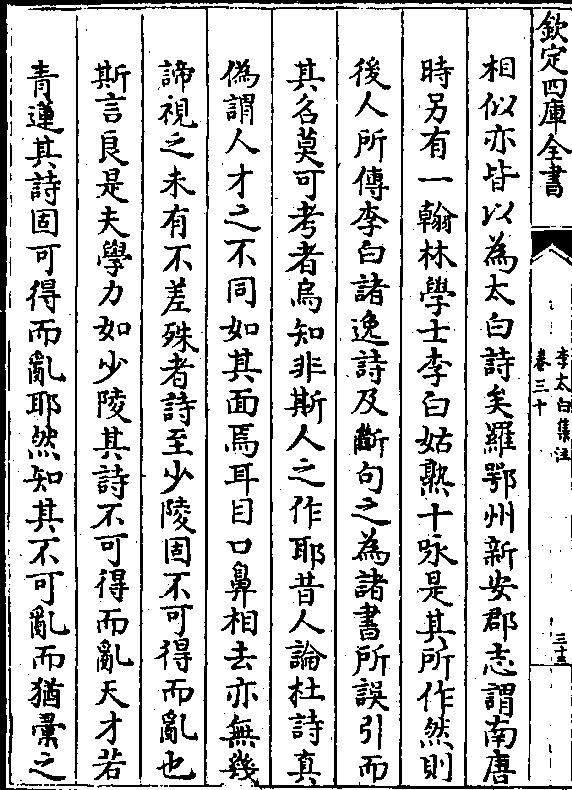 欽定四庫全書
李太白集注
卷三十
三十五
相似亦皆以為太白詩矣羅鄂州新安郡志謂南唐
時另有一翰林學士李白姑熟十咏是其所作然則
後人所傳李白諸逸詩及斷句之為諸書所誤引而
其名莫可考者烏知非斯人之作耶昔人論杜詩真
偽謂人才之不同如其面焉耳目口鼻相去亦無幾
諦視之未有不差殊者詩至少陵固不可得而亂也
斯言良是夫學力如少陵其詩不可得而亂天才若
青蓮其詩固可得而亂耶然知其不可亂而猶彚之